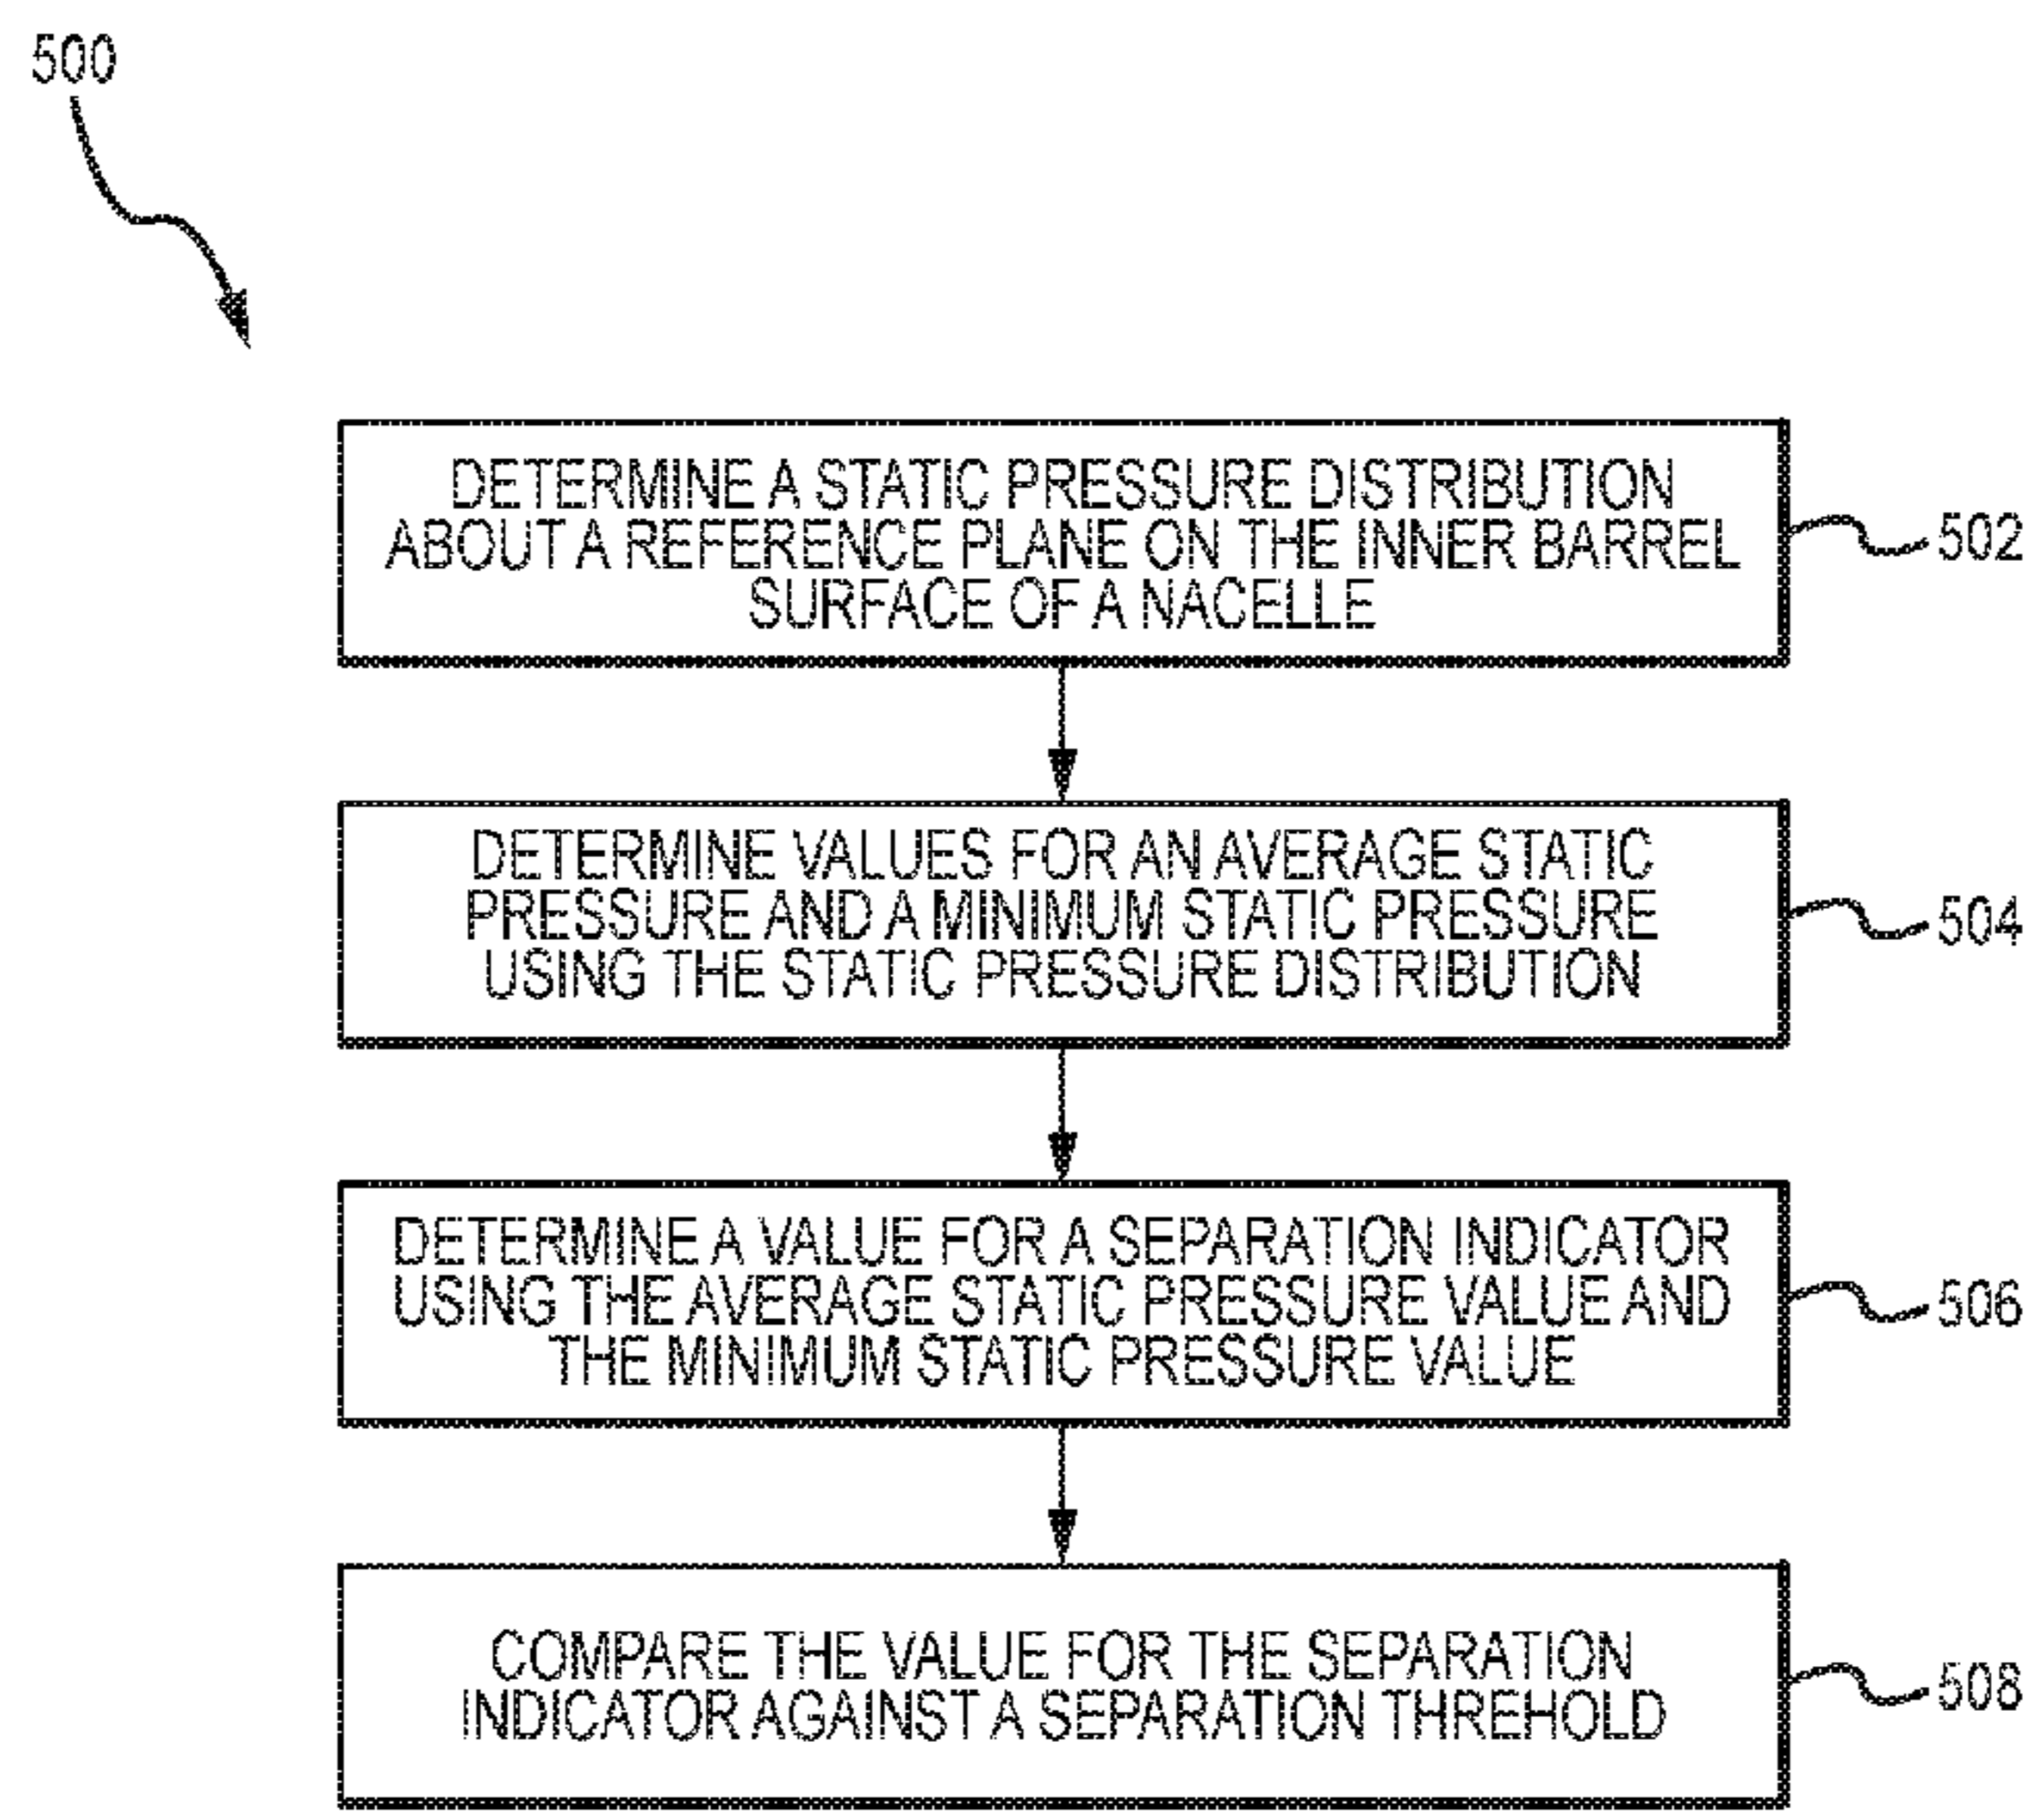 500
DETERMINE A STATIC PRESSURE DISTRIBUTION
ABOUT A REFERENCE PLANE ON THE INNER BARREL
SURFACE OF A NACELLE
502
DETERMINE VALUES FOR AN AVERAGE STATIC
PRESSURE AND A MINIMUM STATIC PRESSURE
USING THE STATIC PRESSURE DISTRIBUTION
504
DETERMINE A VALUE FOR A SEPARATION INDICATOR
USING THE AVERAGE STATIC PRESSURE VALUE AND
THE MINIMUM STATIC PRESSURE VALUE
506
COMPARE THE VALUE FOR THE SEPARATION
INDICATOR AGAINST A SEPARATION THREHOLD
508